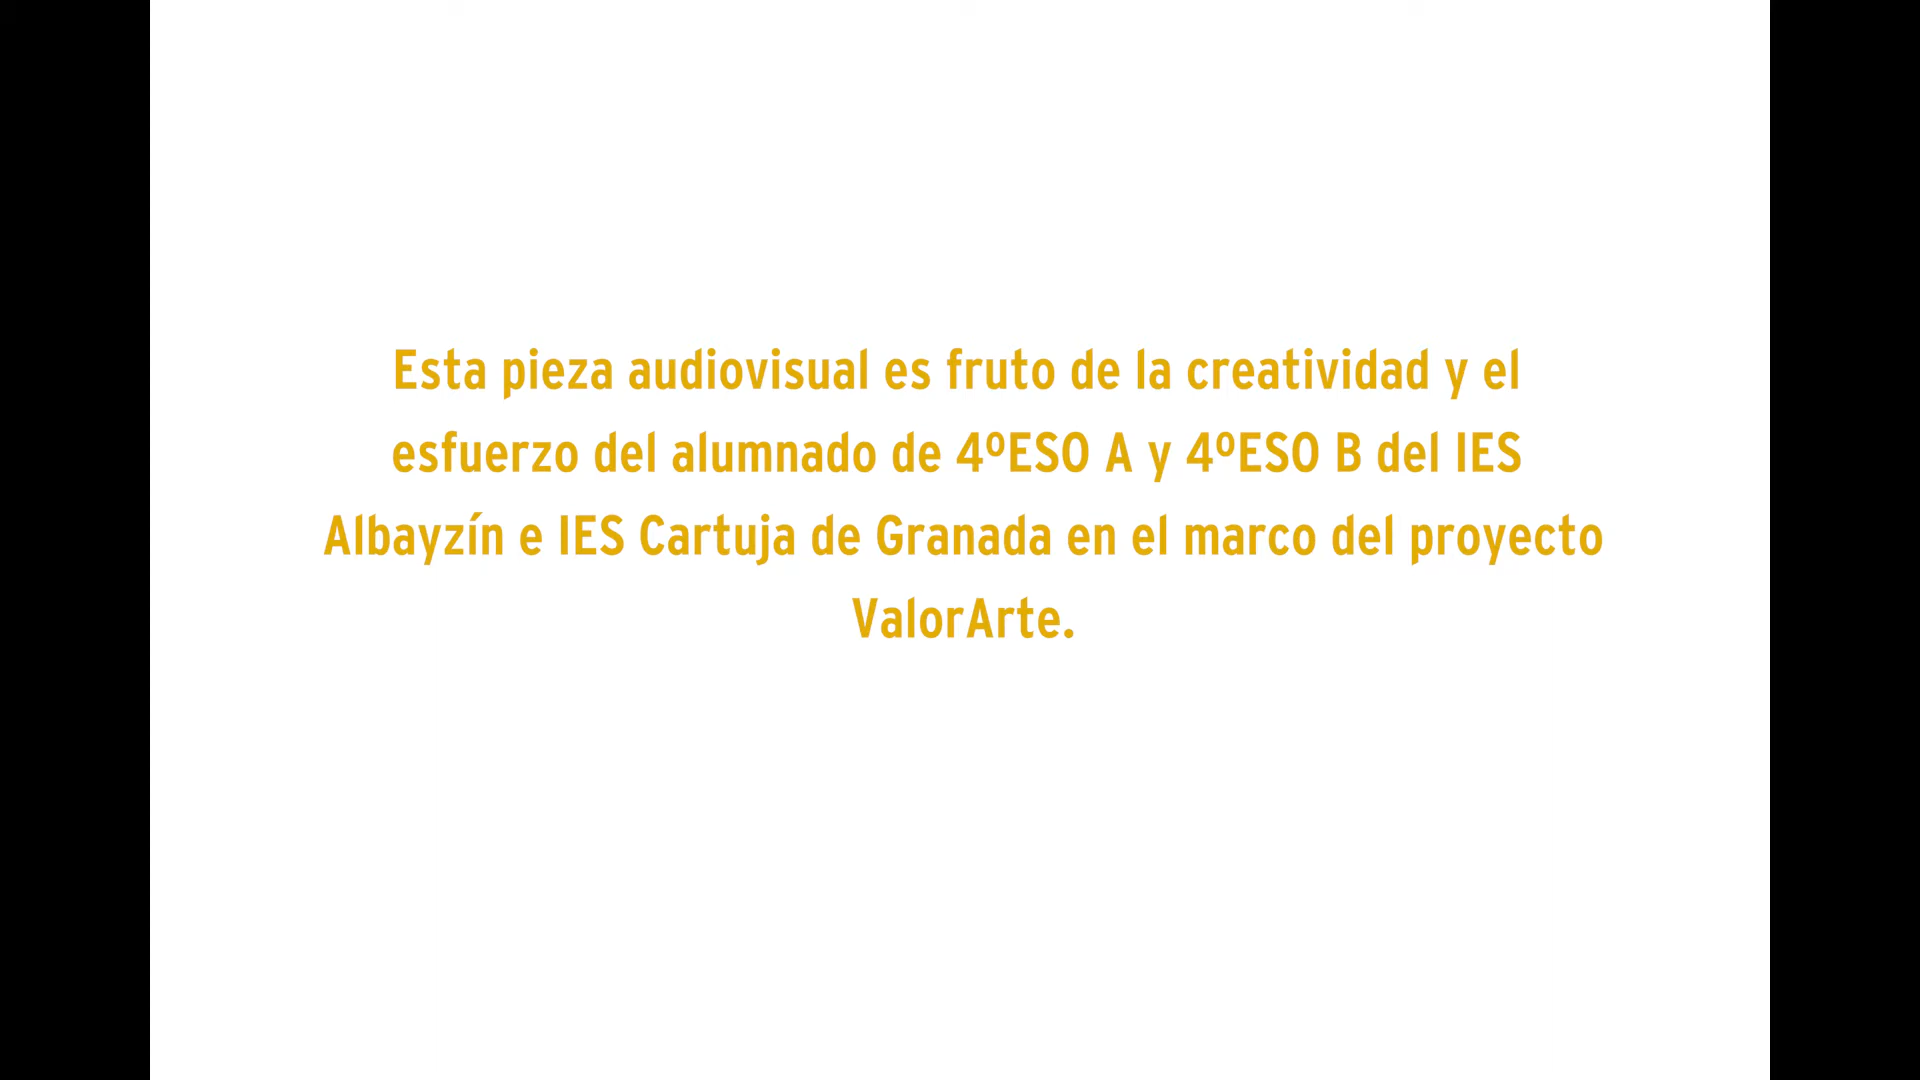 Esta pieza audiovisual es fruto de la creatividad y el
esfuerzo del alumnado de 4ºESO A y 4ºESO B del IES
Albayzín e IES Cartuja de Granada en el marco del proyecto
ValorArte.